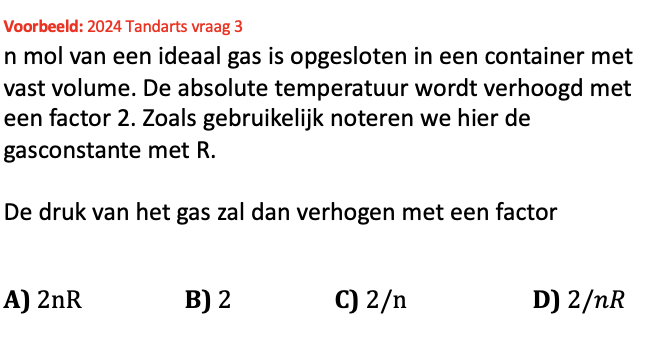 Voorbeeld: 2024 Tandarts vraag 3
n mol van een ideaal gas is opgesloten in een container met
vast volume. De absolute temperatuur wordt verhoogd met
een factor 2. Zoals gebruikelijk noteren we hier de
gasconstante met R.
De druk van het gas zal dan verhogen met een factor
A) 2nR B) 2 C) 2/n D) 2/nR